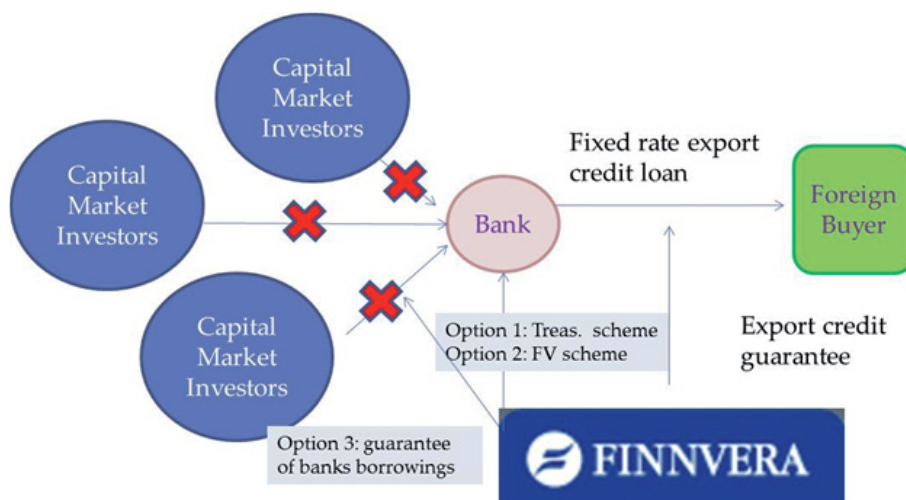 Capital
Market
Investors
Capital
Market
Investors
Capital
Market
Investors
Bank
Fixed rate export
credit loan
Foreign
Buyer
Option 1: Treas. scheme
Option 2: FV scheme
Export credit
guarantee
Option 3: guarantee
of banks borrowings
FINNVERA